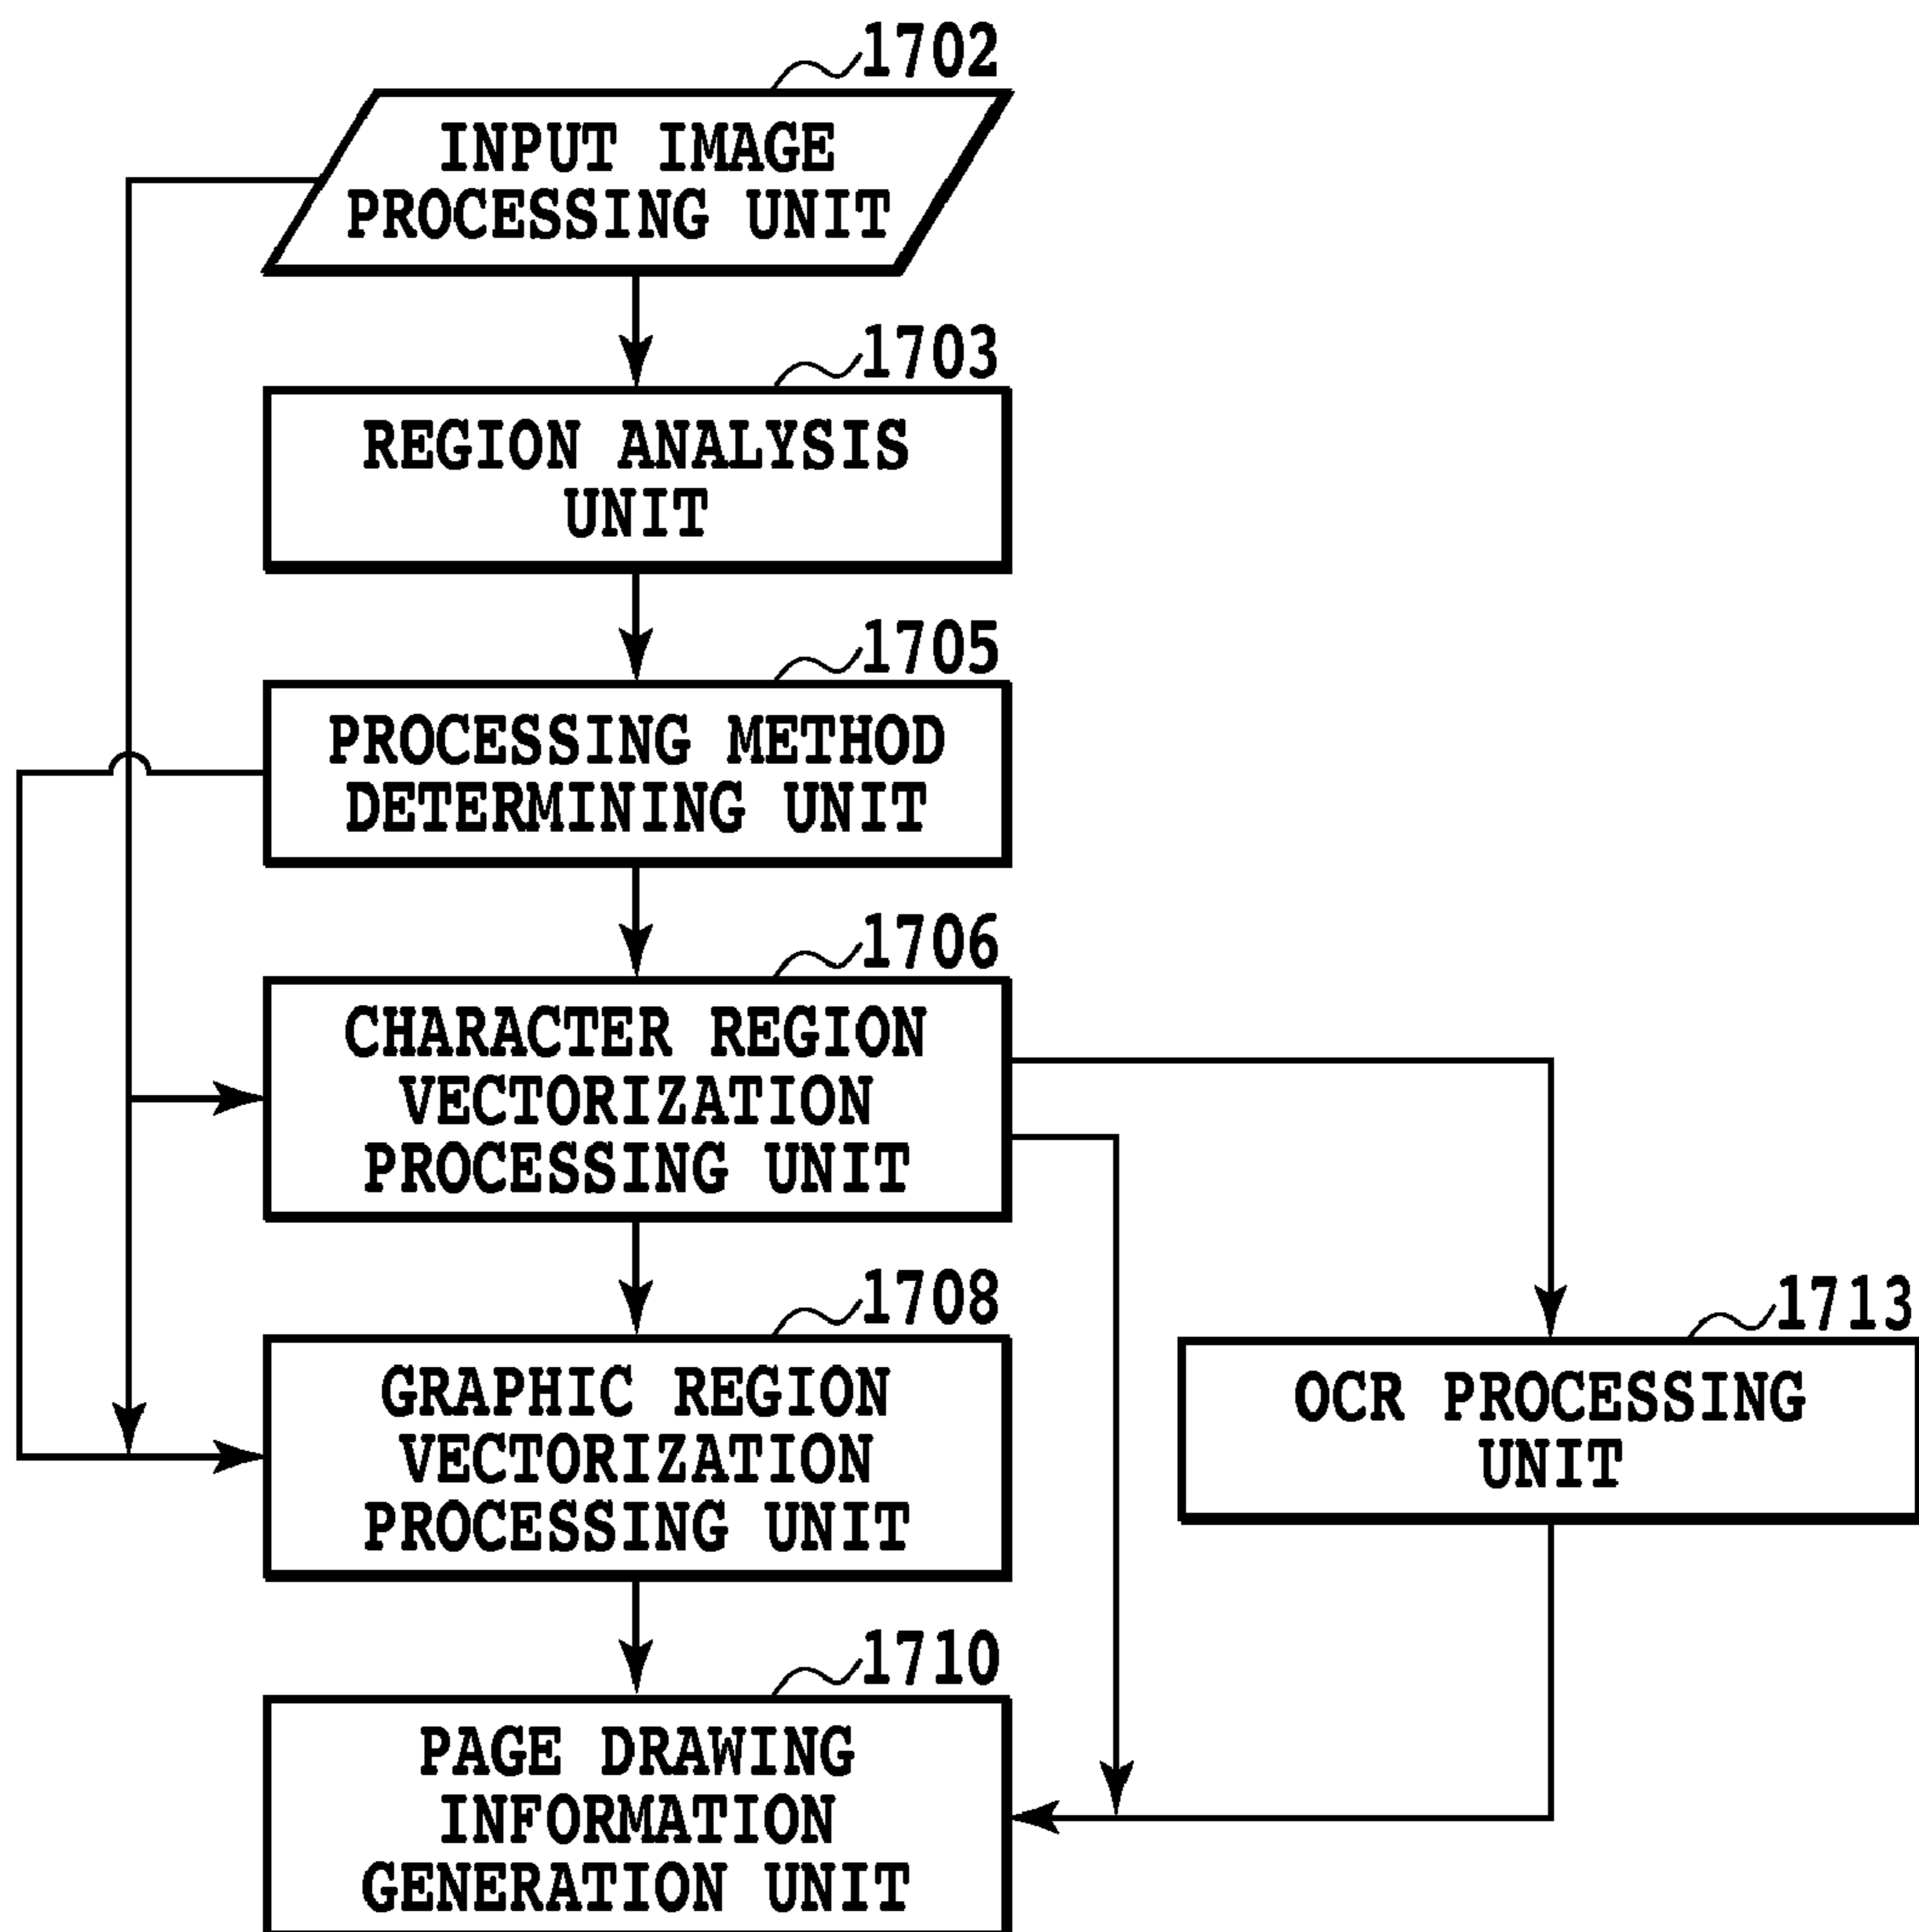 1702
INPUT IMAGE
PROCESSING UNIT
1703
REGION ANALYSIS
UNIT
1705
PROCESSING METHOD
DETERMINING UNIT
1706
CHARACTER REGION
VECTORIZATION
PROCESSING UNIT
1708
GRAPHIC REGION
VECTORIZATION
PROCESSING UNIT
1713
OCR PROCESSING
UNIT
1710
PAGE DRAWING
INFORMATION
GENERATION UNIT